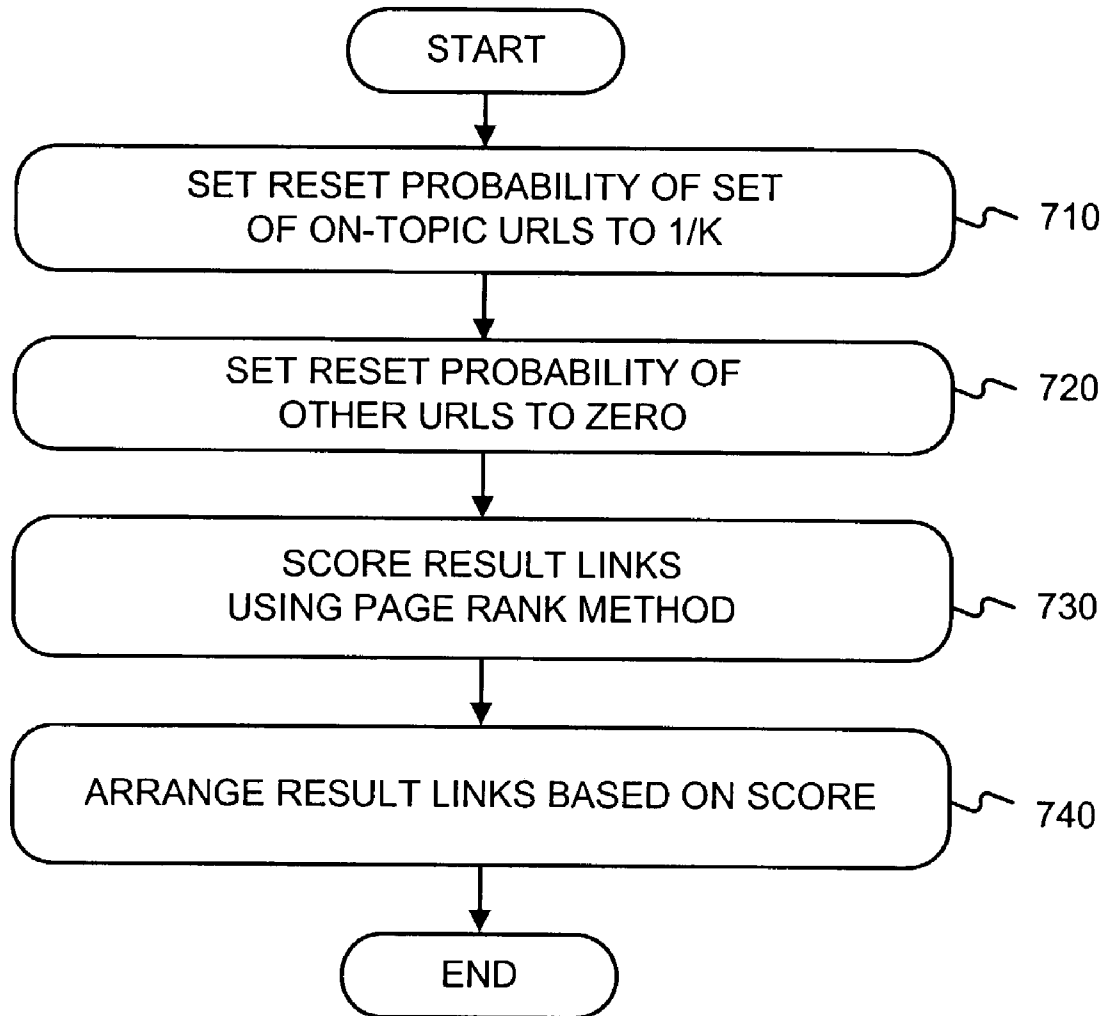 START
SET RESET PROBABILITY OF SET
OF ON-TOPIC URLS TO 1/K
710
SET RESET PROBABILITY OF
OTHER URLS TO ZERO
720
SCORE RESULT LINKS
USING PAGE RANK METHOD
730
ARRANGE RESULT LINKS BASED ON SCORE
740
END